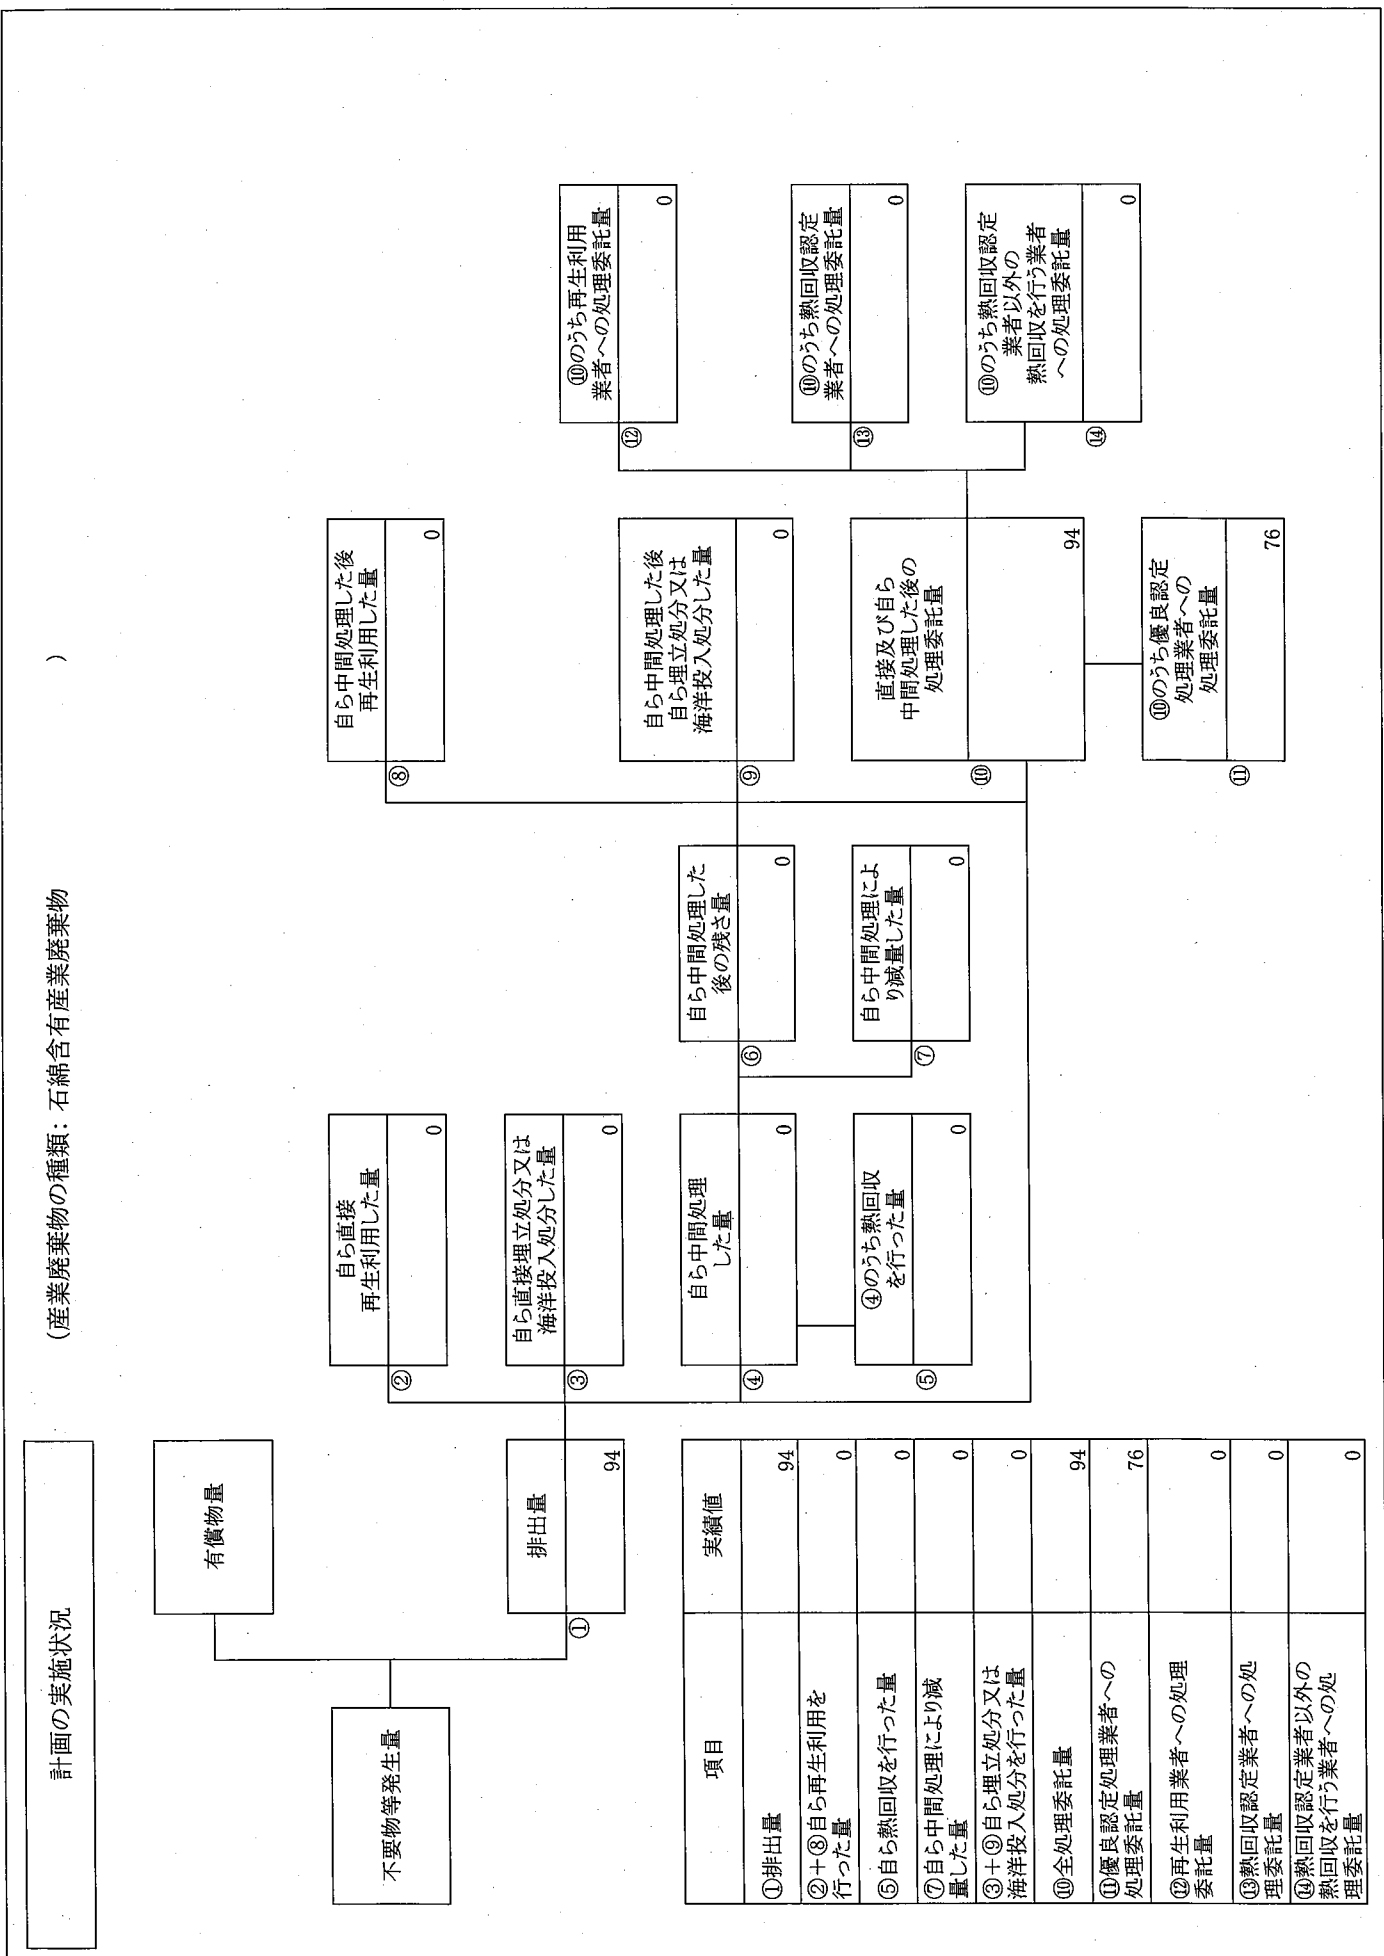 計画の実施状況
(産業廃棄物の種類: 石綿含有産業廃棄物 )
不要物等発生量
有償物量
① 排出量
94
② 自ら直接
再生利用した量
0
③ 自ら直接埋立処分又は
海洋投入処分した量
0
④ 自ら中間処理
した量
0
⑤ ④のうち熱回収
を行った量
0
⑥ 自ら中間処理した
後の残さ量
0
⑦ 自ら中間処理によ
り減量した量
0
⑧ 自ら中間処理した後
再生利用した量
0
⑨ 自ら中間処理した後
自ら埋立処分又は
海洋投入処分した量
0
⑩ 直接及び自ら
中間処理した後の
処理委託量
94
⑪ ⑩のうち優良認定
処理業者への
処理委託量
76
⑫ ⑩のうち再生利用
業者への処理委託量
0
⑬ ⑩のうち熱回収認定
業者への処理委託量
0
⑭ ⑩のうち熱回収認定
業者以外の
熱回収を行う業者
への処理委託量
0
項目 実績値
①排出量 94
②+⑧自ら再生利用を
行った量 0
⑤自ら熱回収を行った量 0
⑦自ら中間処理により減
量した量 0
③+⑨自ら埋立処分又は
海洋投入処分を行った量 0
⑩全処理委託量 94
⑪優良認定処理業者への
処理委託量 76
⑫再生利用業者への処理
委託量 0
⑬熱回収認定業者への処
理委託量 0
⑭熱回収認定業者以外の
熱回収を行う業者への処
理委託量 0